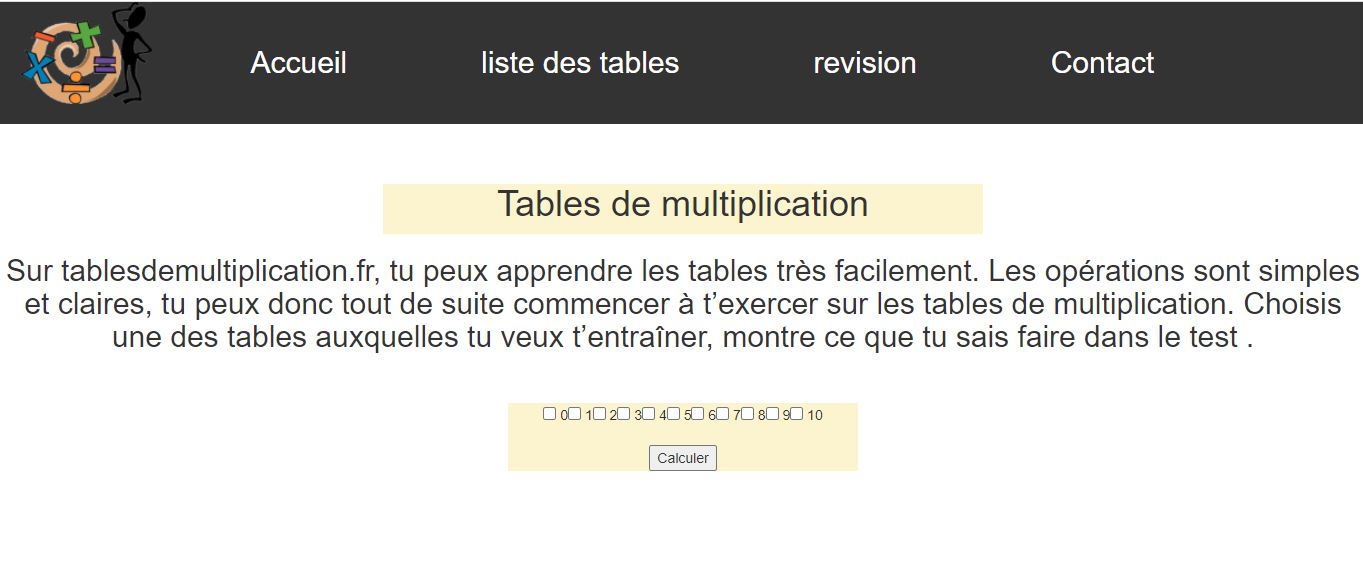 Accueil liste des tables revision Contact
Tables de multiplication
Sur tablesdemultiplication.fr, tu peux apprendre les tables très facilement. Les opérations sont simples
et claires, tu peux donc tout de suite commencer à t’exercer sur les tables de multiplication. Choisis
une des tables auxquelles tu veux t’entraîner, montre ce que tu sais faire dans le test .
0 1 2 3 4 5 6 7 8 9 10
Calculer